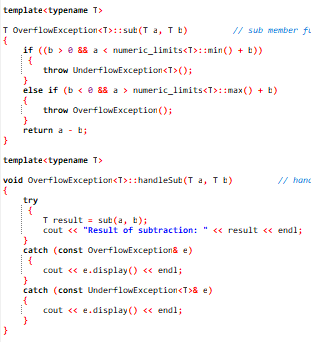 template<typename T>
T OverflowException<T>::sub(T a, T b) // sub member fu
{
if ((b > 0 && a < numeric_limits<T>::min() + b))
{
throw UnderflowException<T>();
}
else if (b < 0 && a > numeric_limits<T>::max() + b)
{
throw OverflowException();
}
return a - b;
}
template<typename T>
void OverflowException<T>::handleSub(T a, T b) // hand
{
try
{
T result = sub(a, b);
cout << "Result of subtraction: " << result << endl;
}
catch (const OverflowException& e)
{
cout << e.display() << endl;
}
catch (const UnderflowException<T>& e)
{
cout << e.display() << endl;
}
}